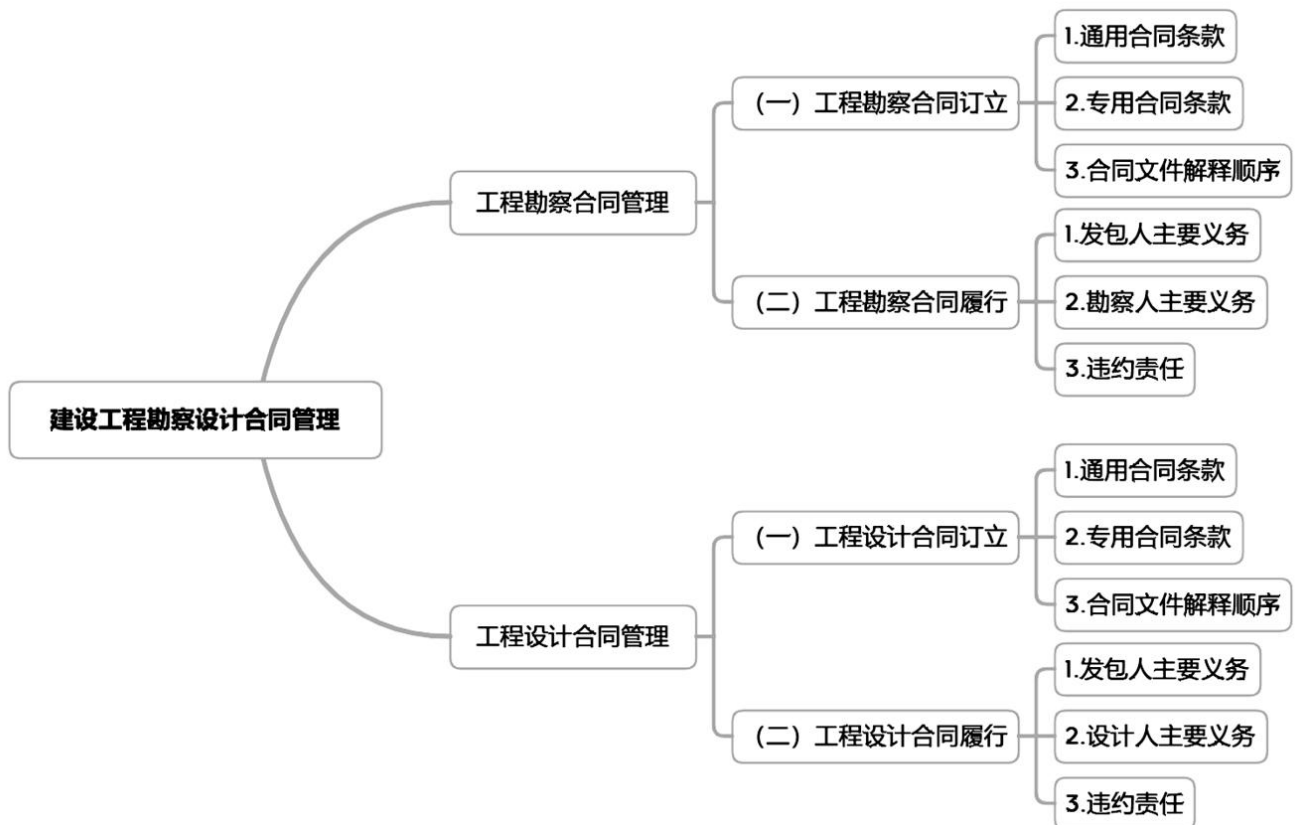 建设工程勘察设计合同管理
工程勘察合同管理
（一）工程勘察合同订立
1.通用合同条款
2.专用合同条款
3.合同文件解释顺序
（二）工程勘察合同履行
1.发包人主要义务
2.勘察人主要义务
3.违约责任
工程设计合同管理
（一）工程设计合同订立
1.通用合同条款
2.专用合同条款
3.合同文件解释顺序
（二）工程设计合同履行
1.发包人主要义务
2.设计人主要义务
3.违约责任